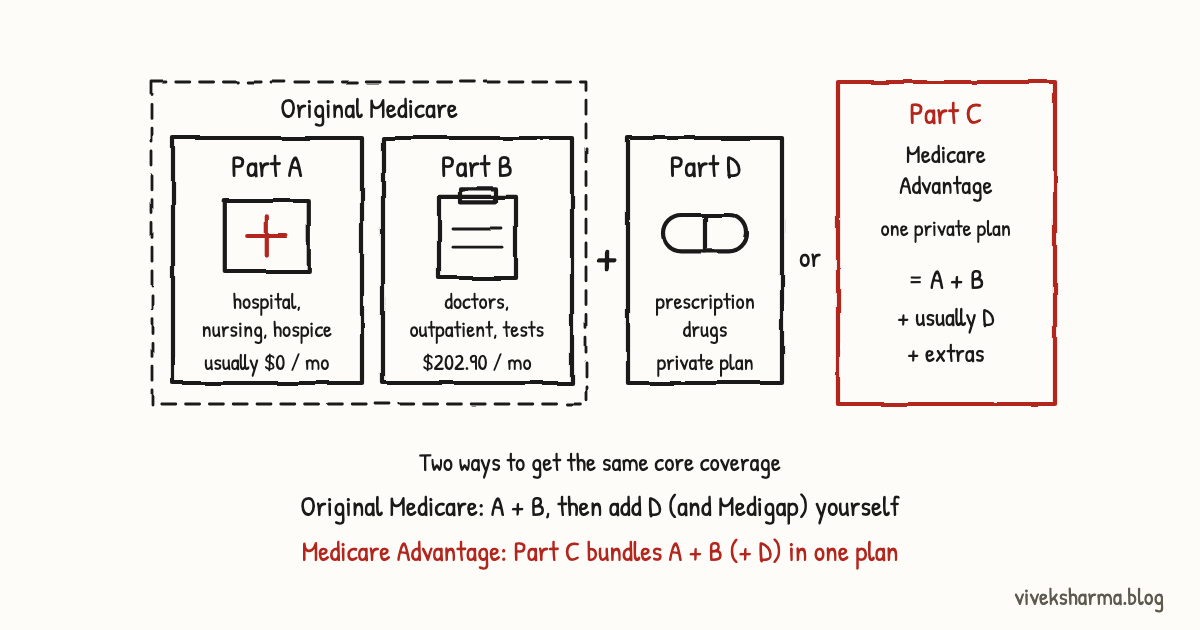 Original Medicare
Part A
hospital,
nursing, hospice
usually $0 / mo
Part B
doctors,
outpatient, tests
$202.90 / mo
+
Part D
prescription
drugs
private plan
or
Part C
Medicare
Advantage
one private plan
= A + B
+ usually D
+ extras
Two ways to get the same core coverage
Original Medicare: A + B, then add D (and Medigap) yourself
Medicare Advantage: Part C bundles A + B (+ D) in one plan
viveksharma.blog